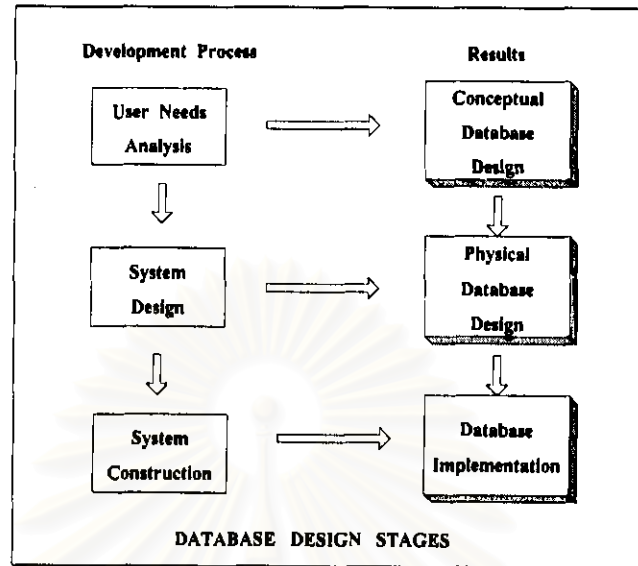 Development Process
Results
User Needs
Analysis
Conceptual
Database
Design
System
Design
Physical
Database
Design
System
Construction
Database
Implementation
DATABASE DESIGN STAGES